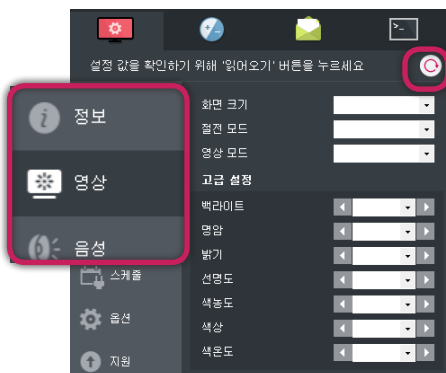 설정 값을 확인하기 위해 '읽어오기' 버튼을 누르세요
정보
영상
음성
스케줄
옵션
지원
화면 크기
절전 모드
영상 모드
고급 설정
백라이트
명암
밝기
선명도
색농도
색상
색온도